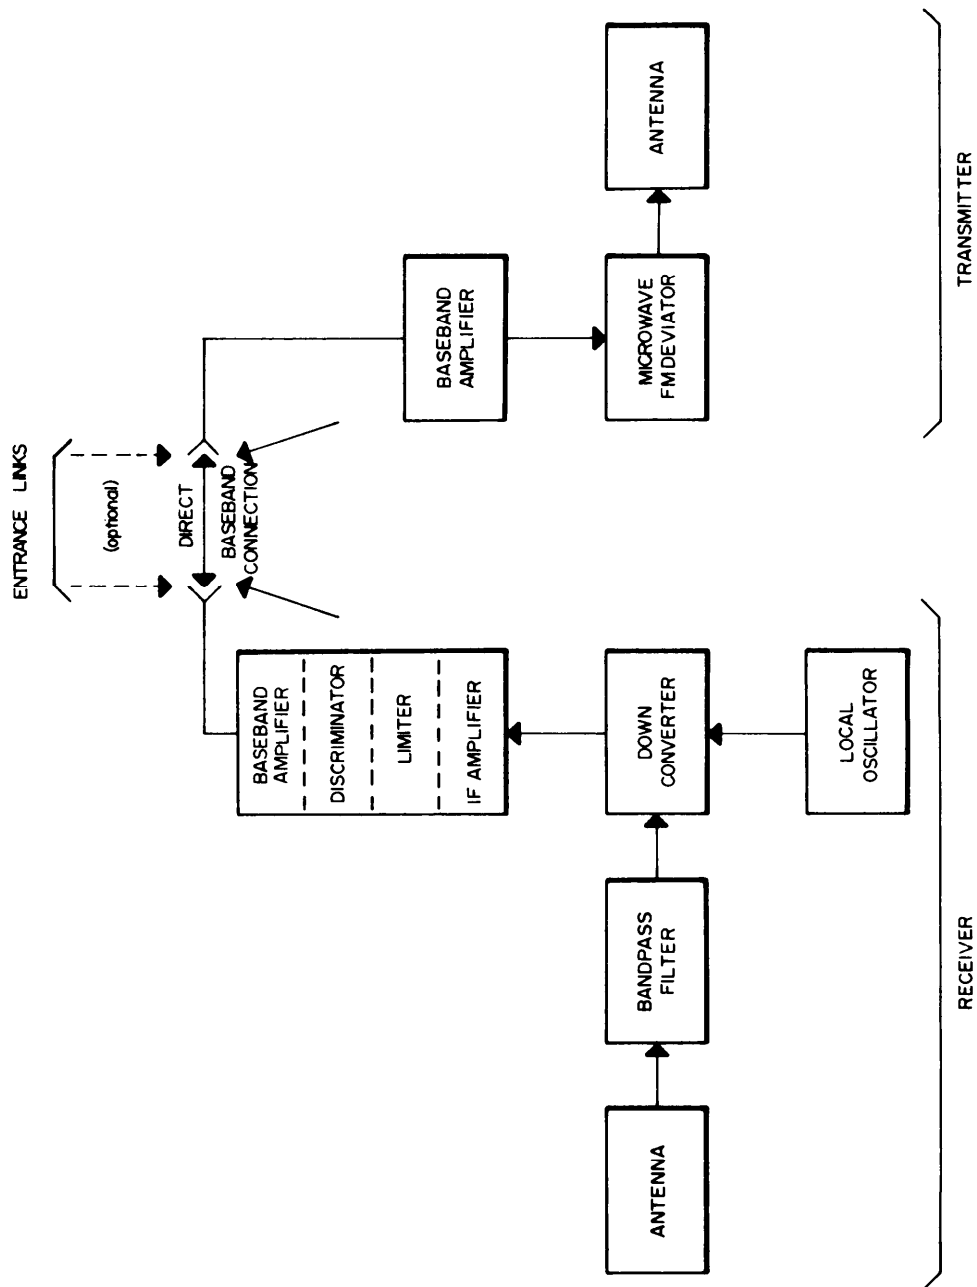 ENTRANCE LINKS
(optional)
DIRECT
BASEBAND
CONNECTION
BASEBAND
AMPLIFIER
DISCRIMINATOR
LIMITER
IF AMPLIFIER
BASEBAND
AMPLIFIER
ANTENNA
BANDPASS
FILTER
DOWN
CONVERTER
MICROWAVE
FM DEVIATOR
ANTENNA
LOCAL
OSCILLATOR
RECEIVER
TRANSMITTER